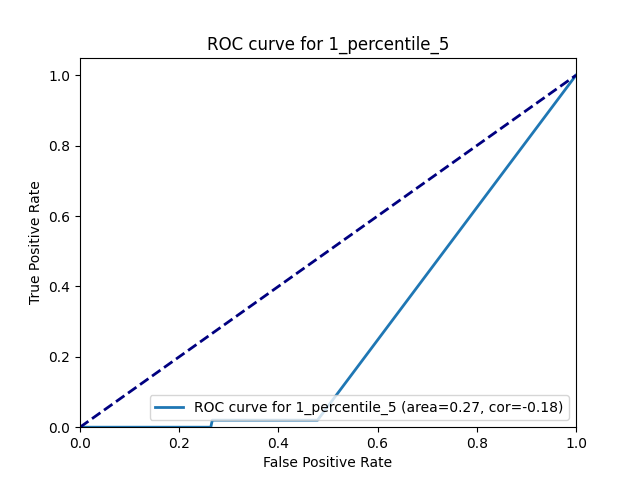 ROC curve for 1_percentile_5
1.0
0.8
0.6
0.4
0.2
0.0
True Positive Rate
ROC curve for 1_percentile_5 (area=0.27, cor=-0.18)
0.0 0.2 0.4 0.6 0.8 1.0
False Positive Rate